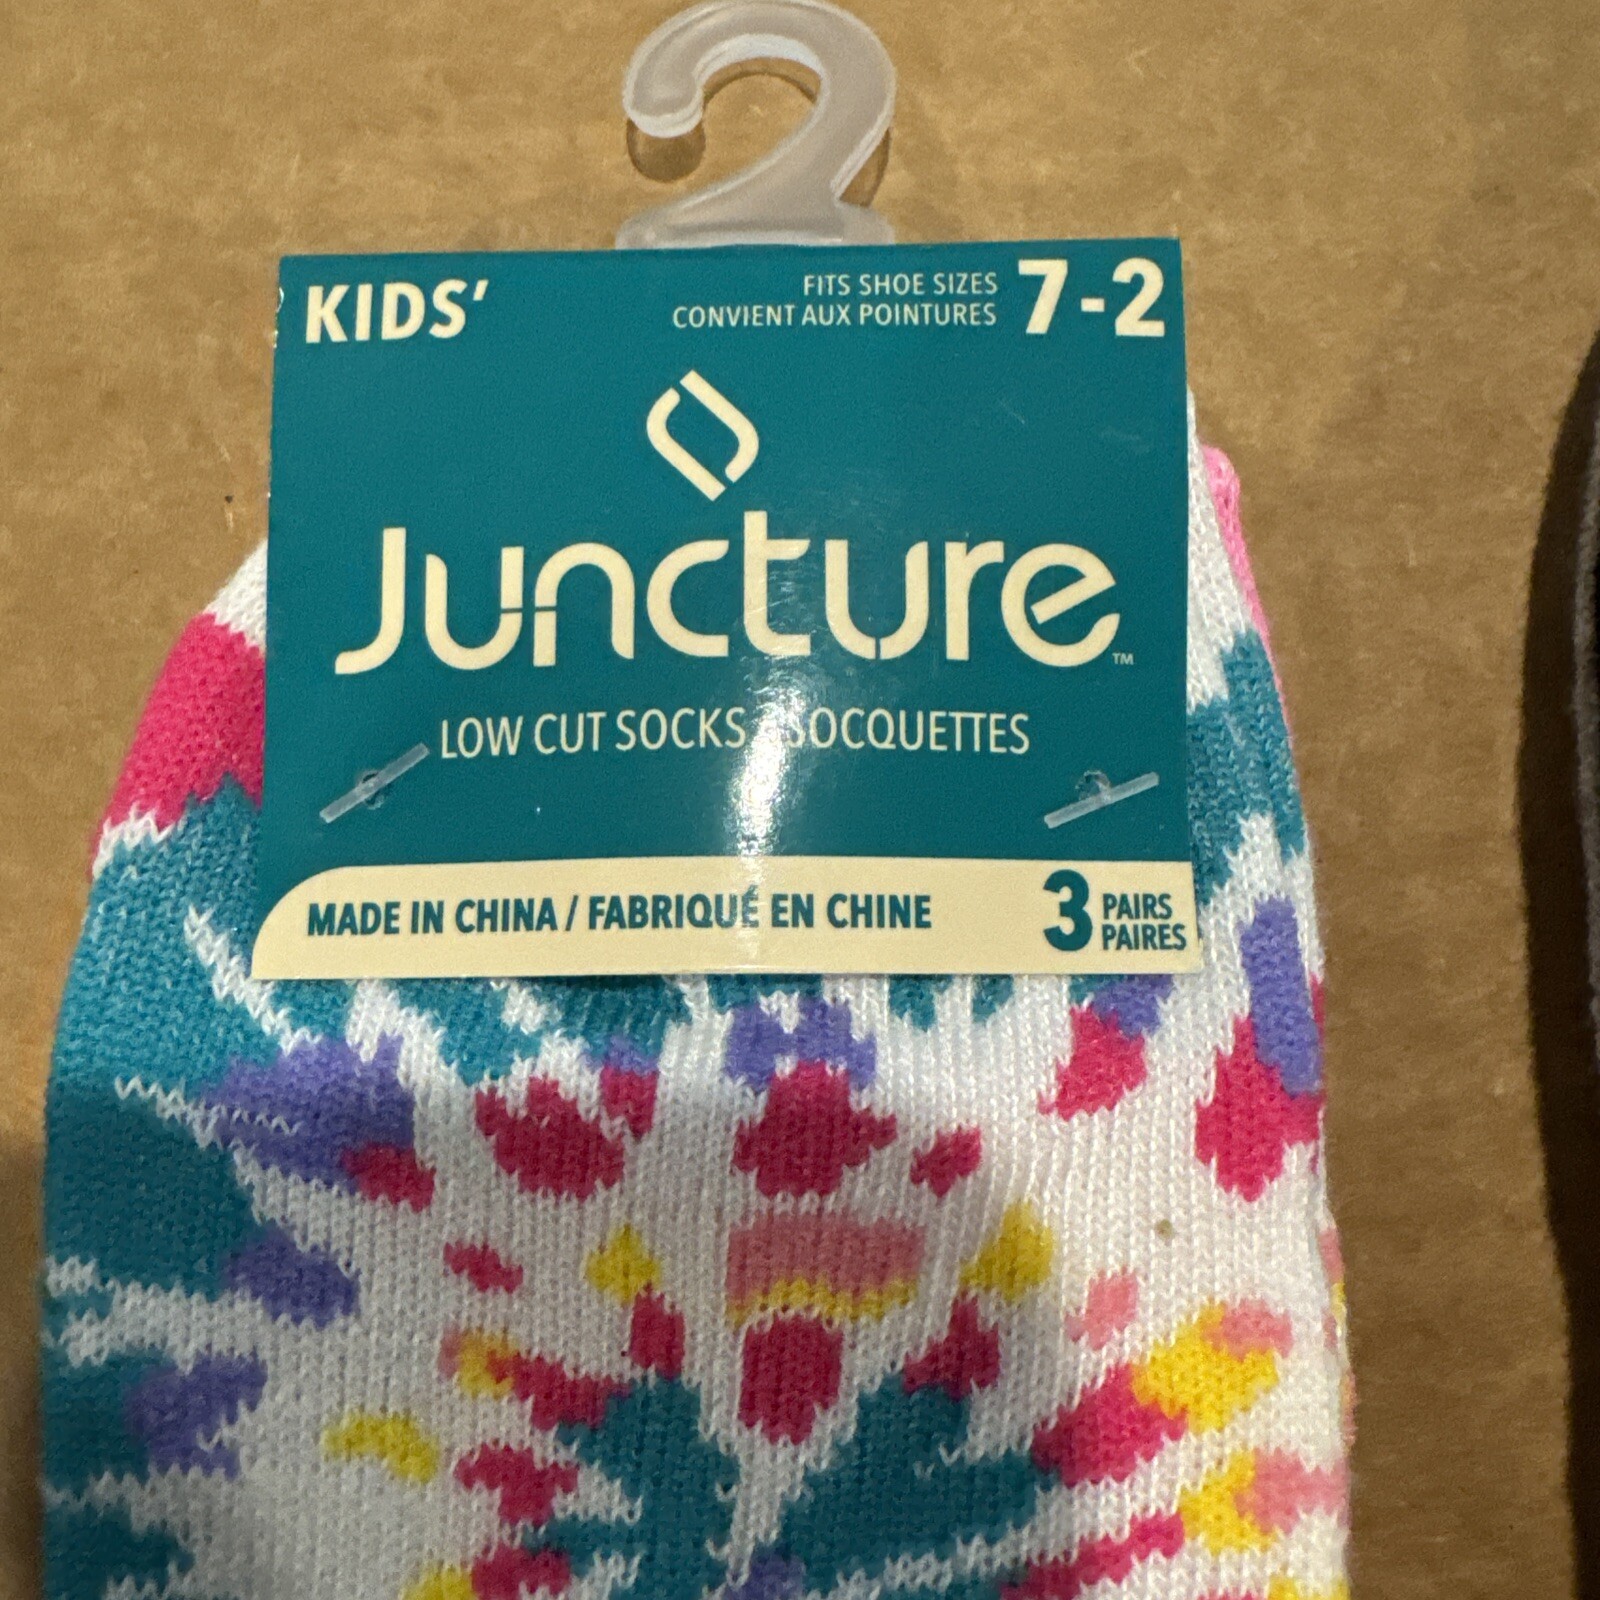 KIDS'
FITS SHOE SIZES
CONVIENT AUX POINTURES
7-2
Juncture™
LOW CUT SOCKS SOCQUETTES
MADE IN CHINA / FABRIQUÉ EN CHINE
3 PAIRS
PAIRES